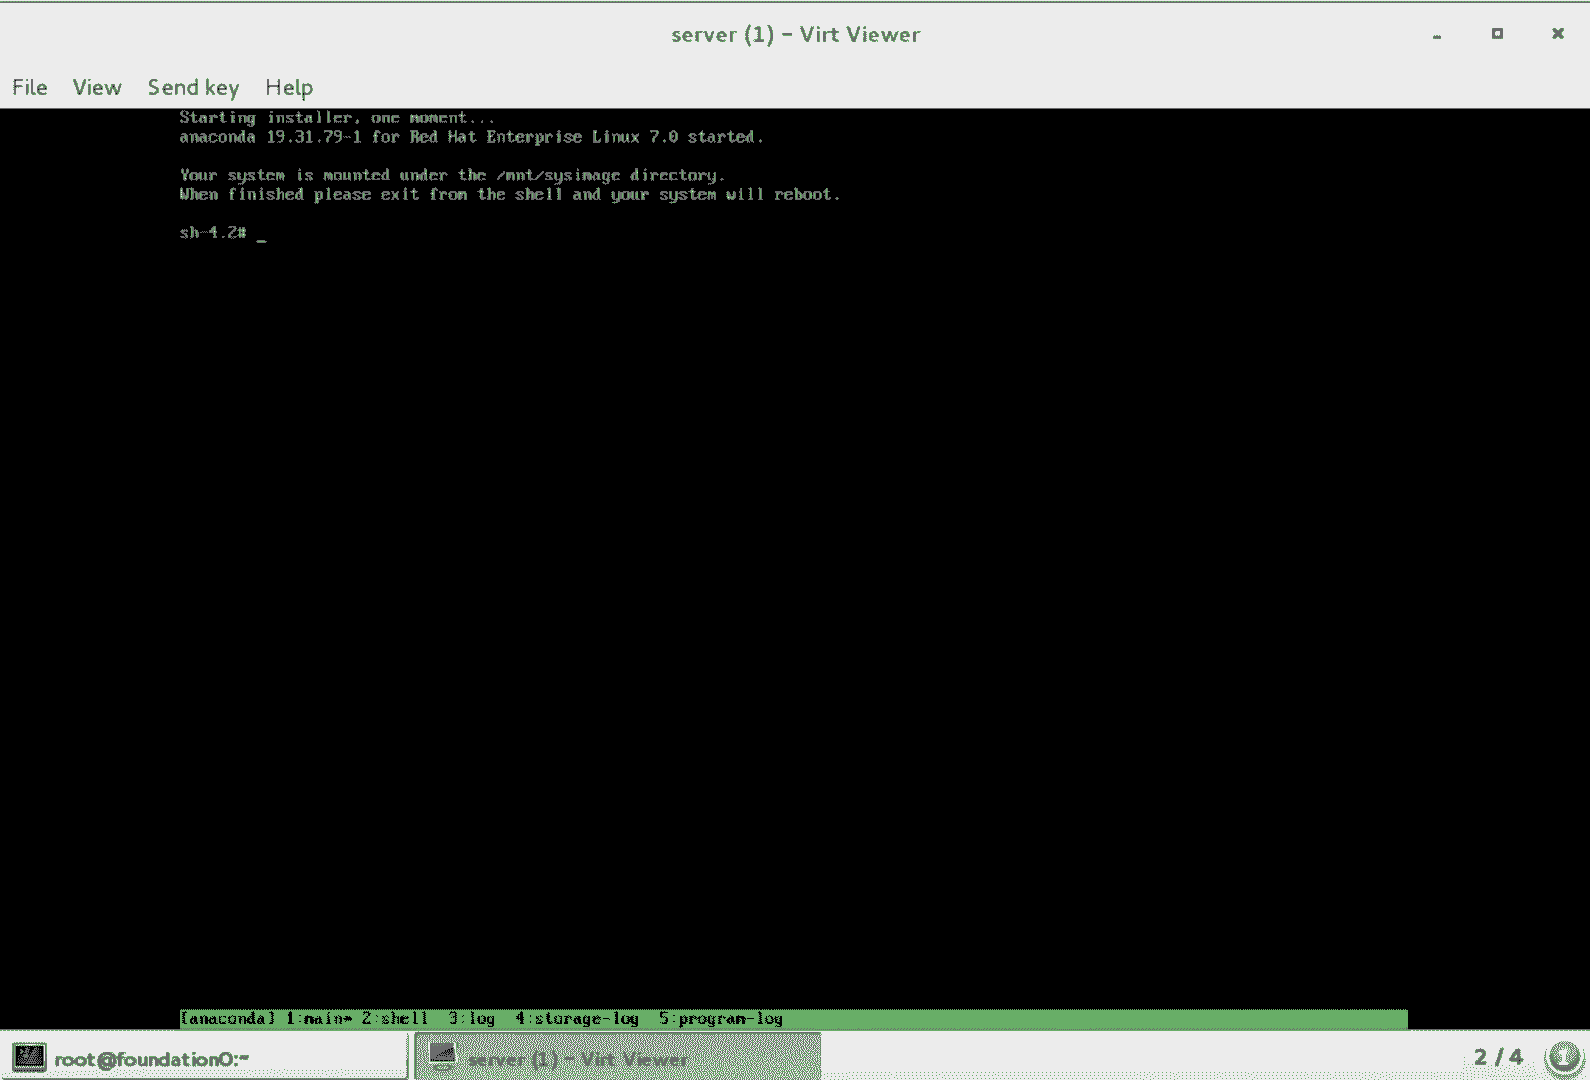 server (1) - Virt Viewer
File View Send key Help
Starting installer, one moment...
anaconda 19.31.79-1 for Red Hat Enterprise Linux 7.0 started.
Your system is mounted under the /mnt/sysimage directory.
When finished please exit from the shell and your system will reboot.
sh-4.2# _
[anaconda] 1:main* 2:shell 3:log 4:storage-log 5:program-log
root@foundation0:~ server (1) - Virt Viewer 2 / 4